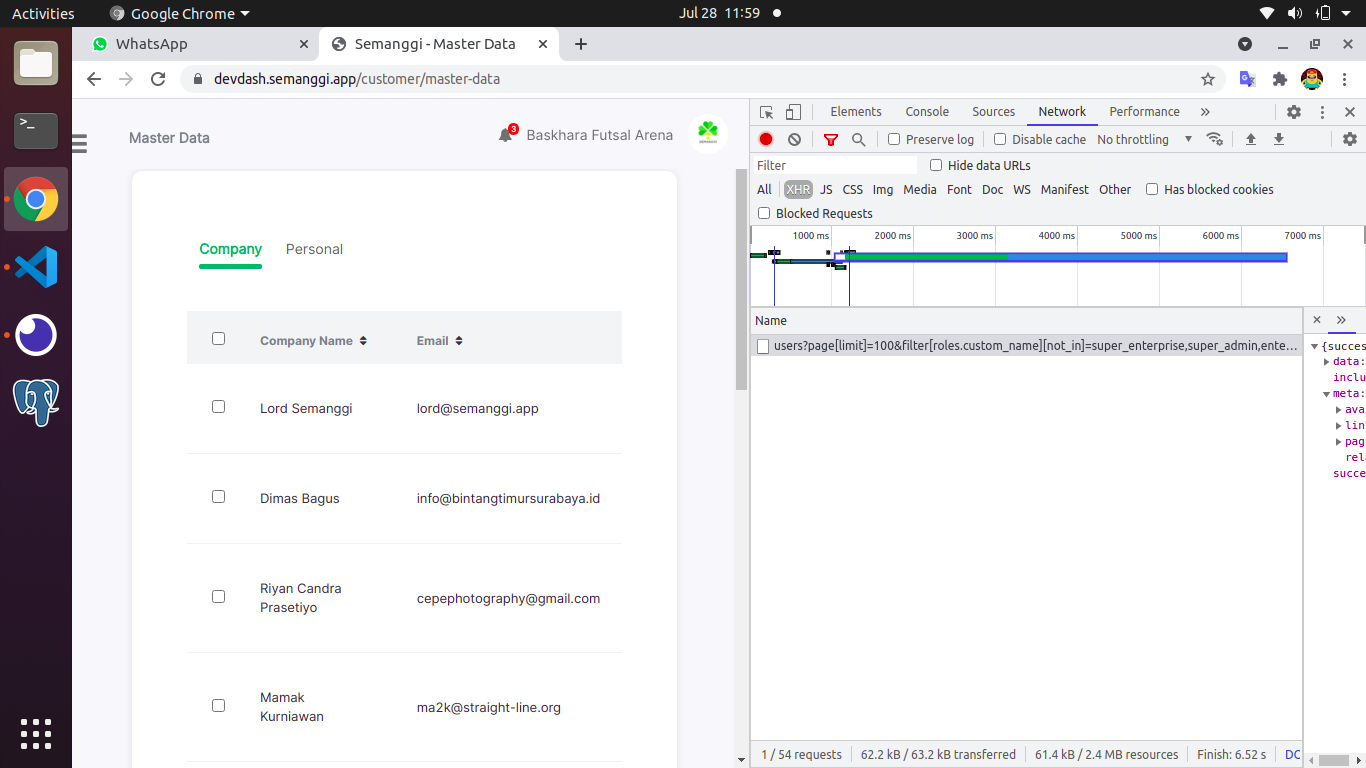 Activities
Google Chrome
Jul 28 11:59
WhatsApp
Semanggi - Master Data
devdash.semanggi.app/customer/master-data
Master Data
3
Baskhara Futsal Arena
Company
Personal
Company Name
Email
Lord Semanggi
lord@semanggi.app
Dimas Bagus
info@bintangtimursurabaya.id
Riyan Candra
Prasetiyo
cepephotography@gmail.com
Mamak
Kurniawan
ma2k@straight-line.org
Elements
Console
Sources
Network
Performance
Preserve log
Disable cache
No throttling
Filter
Hide data URLs
All
XHR
JS
CSS
Img
Media
Font
Doc
WS
Manifest
Other
Has blocked cookies
Blocked Requests
1000 ms
2000 ms
3000 ms
4000 ms
5000 ms
6000 ms
7000 ms
Name
users?page[limit]=100&filter[roles.custom_name][not_in]=super_enterprise,super_admin,ente...
{succes
data:
inclu
meta:
ava
lin
pag
rela
succe
1 / 54 requests
62.2 kB / 63.2 kB transferred
61.4 kB / 2.4 MB resources
Finish: 6.52 s
DO